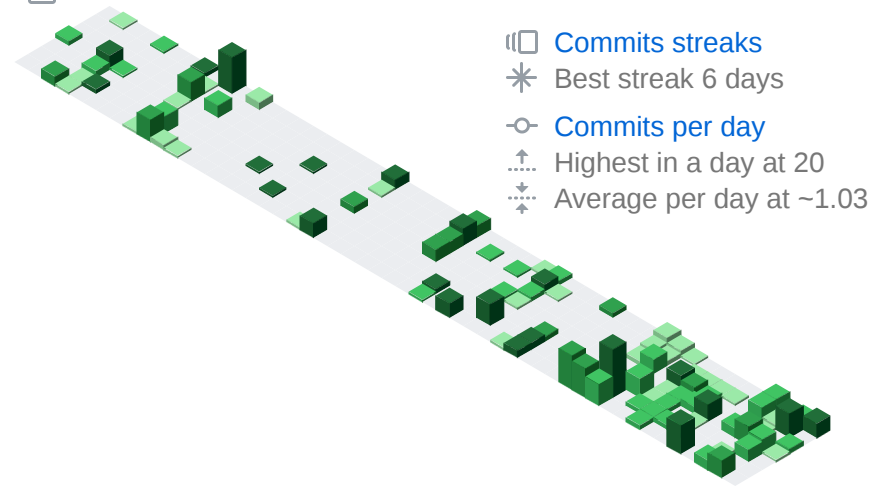 Commits streaks
Best streak 6 days
Commits per day
Highest in a day at 20
Average per day at ~1.03